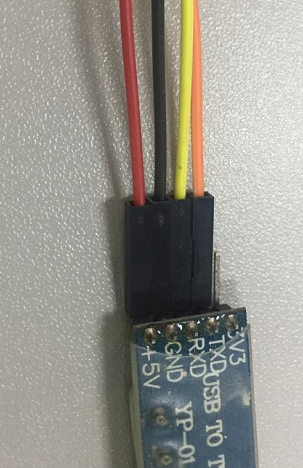 +5V
GND
RXD
TXD
3V3
USB TO T
YP-01